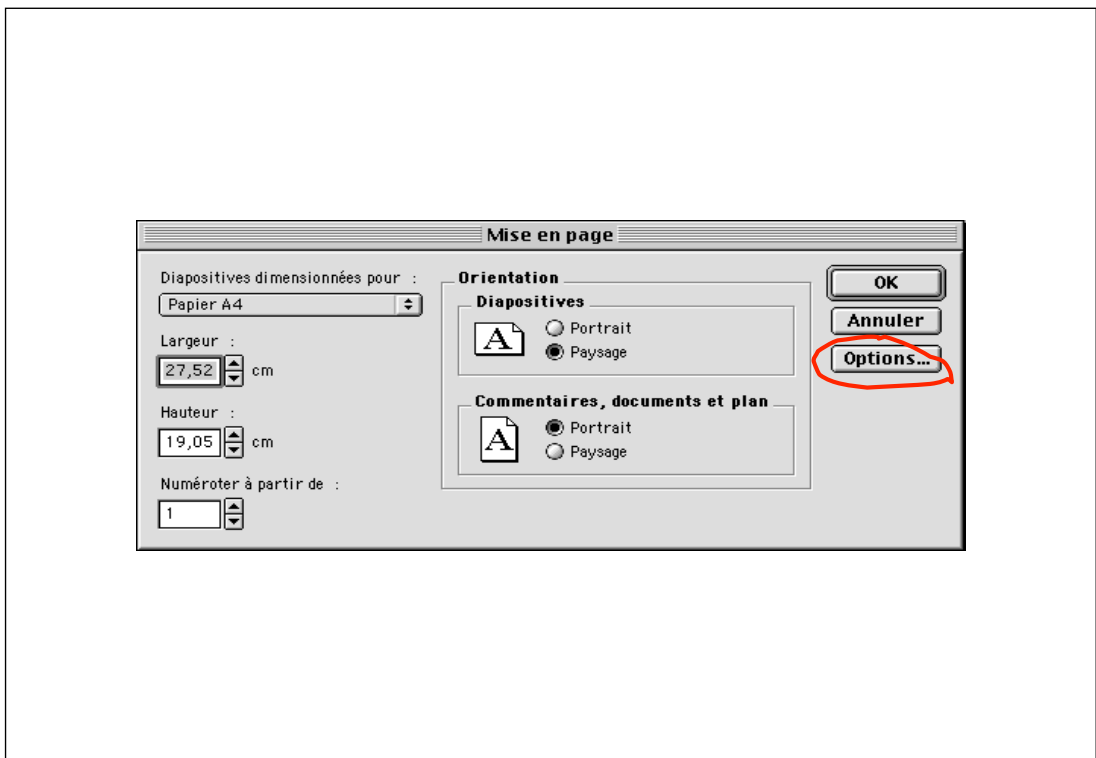 Mise en page
Diapositives dimensionnées pour :
Papier A4
Largeur :
27,52 cm
Hauteur :
19,05 cm
Numéroter à partir de :
1
Orientation
Diapositives
A
Portrait
Paysage
Commentaires, documents et plan
A
Portrait
Paysage
OK
Annuler
Options...